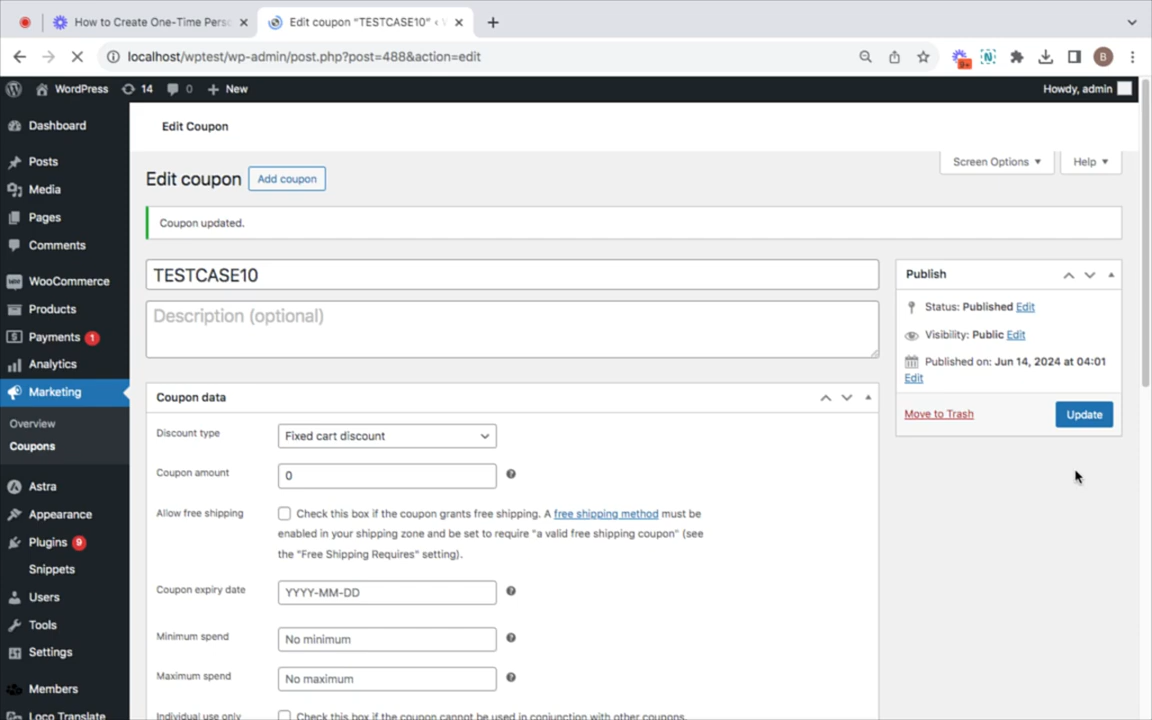 How to Create One-Time Perso
Edit coupon "TESTCASE10" ‹ W
localhost/wptest/wp-admin/post.php?post=488&action=edit
9+
N
B
WordPress
14
0
New
Howdy, admin
Dashboard
Posts
Media
Pages
Comments
WooCommerce
Products
Payments 1
Analytics
Marketing
Overview
Coupons
Astra
Appearance
Plugins 9
Snippets
Users
Tools
Settings
Members
Loco Translate
Edit Coupon
Screen Options
Help
Edit coupon
Add coupon
Coupon updated.
TESTCASE10
Description (optional)
Publish
Status: Published Edit
Visibility: Public Edit
Published on: Jun 14, 2024 at 04:01
Edit
Move to Trash
Update
Coupon data
Discount type
Fixed cart discount
Coupon amount
0
Allow free shipping
Check this box if the coupon grants free shipping. A free shipping method must be
enabled in your shipping zone and be set to require "a valid free shipping coupon" (see
the "Free Shipping Requires" setting).
Coupon expiry date
YYYY-MM-DD
Minimum spend
No minimum
Maximum spend
No maximum
Individual use only
Check this box if the coupon cannot be used in conjunction with other coupons.